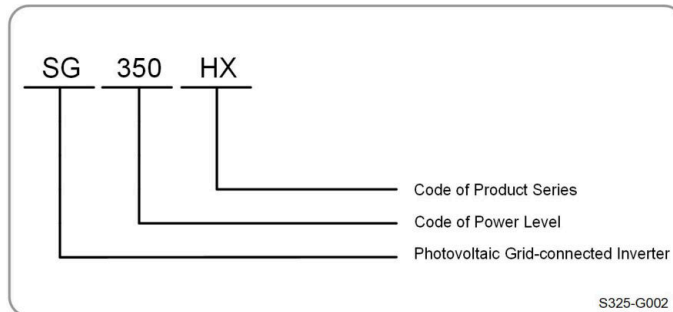 SG 350 HX
Code of Product Series
Code of Power Level
Photovoltaic Grid-connected Inverter
S325-G002